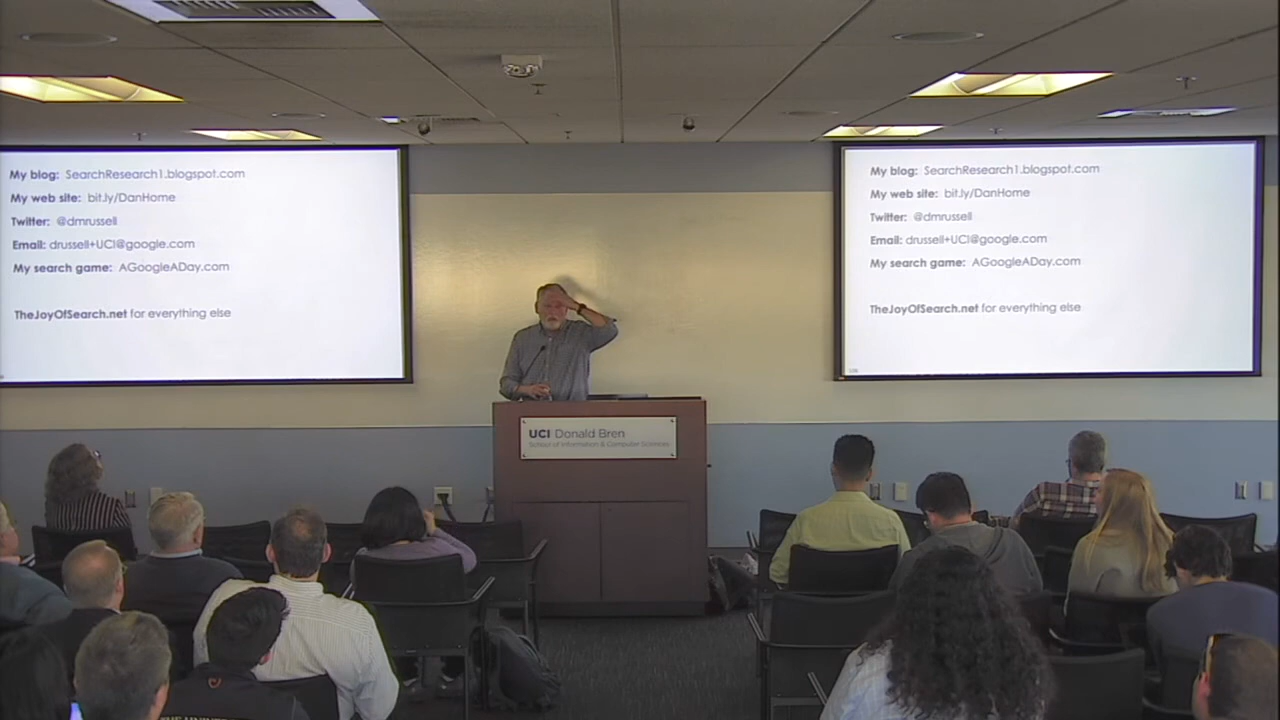 My blog: SearchResearch1.blogspot.com
My web site: bit.ly/DanHome
Twitter: @dmrussell
Email: drussell+UCI@google.com
My search game: AGoogleADay.com
TheJoyOfSearch.net for everything else
My blog: SearchResearch1.blogspot.com
My web site: bit.ly/DanHome
Twitter: @dmrussell
Email: drussell+UCI@google.com
My search game: AGoogleADay.com
TheJoyOfSearch.net for everything else
UCI Donald Bren
School of Information & Computer Sciences